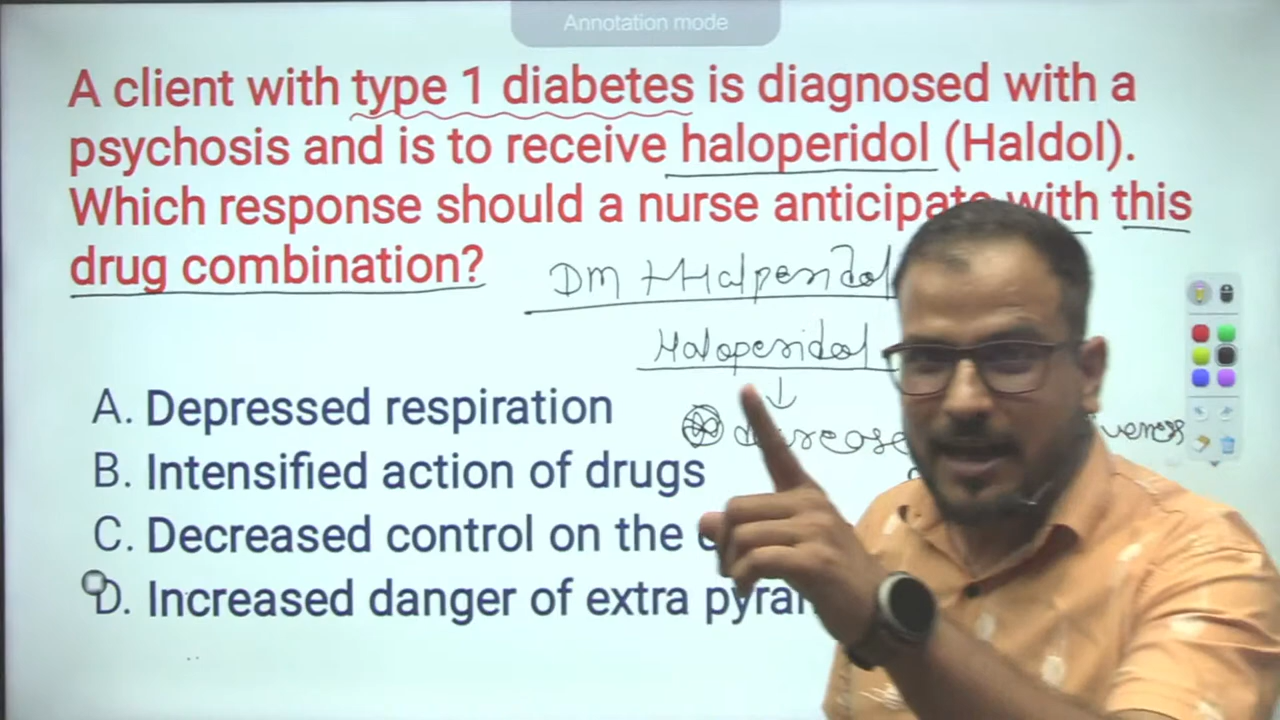 Annotation mode
A client with type 1 diabetes is diagnosed with a
psychosis and is to receive haloperidol (Haldol).
Which response should a nurse anticipate with this
drug combination?
DM + Halperidol
Haloperidol
A. Depressed respiration
B. Intensified action of drugs
C. Decreased control on the
D. Increased danger of extra